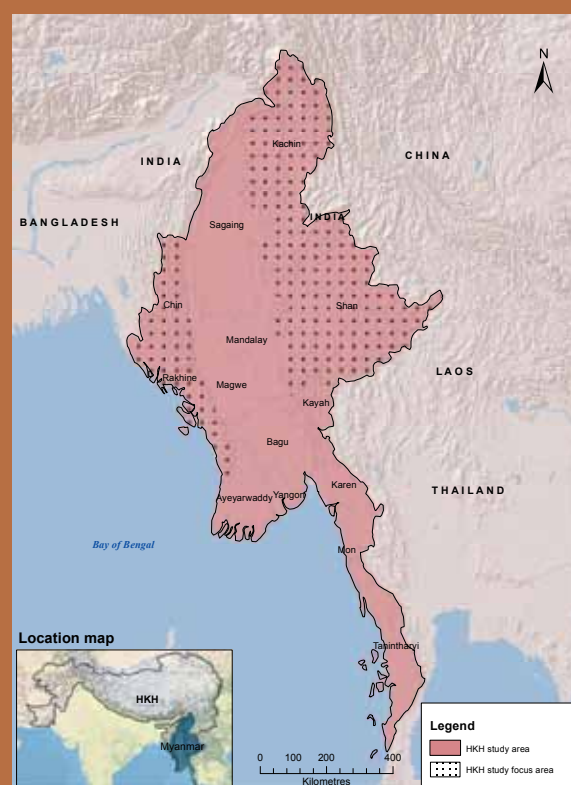 N
Kachin
INDIA
CHINA
INDIA
BANGLADESH
Sagaing
Chin
Shan
Mandalay
Rakhine
Magwe
LAOS
Kayah
Bagu
Karen
Ayeyarwaddy
Yangon
THAILAND
Bay of Bengal
Mon
Tanintharyi
Location map
HKH
Myanmar
0 100 200 400
Kilometres
Legend
HKH study area
HKH study focus area